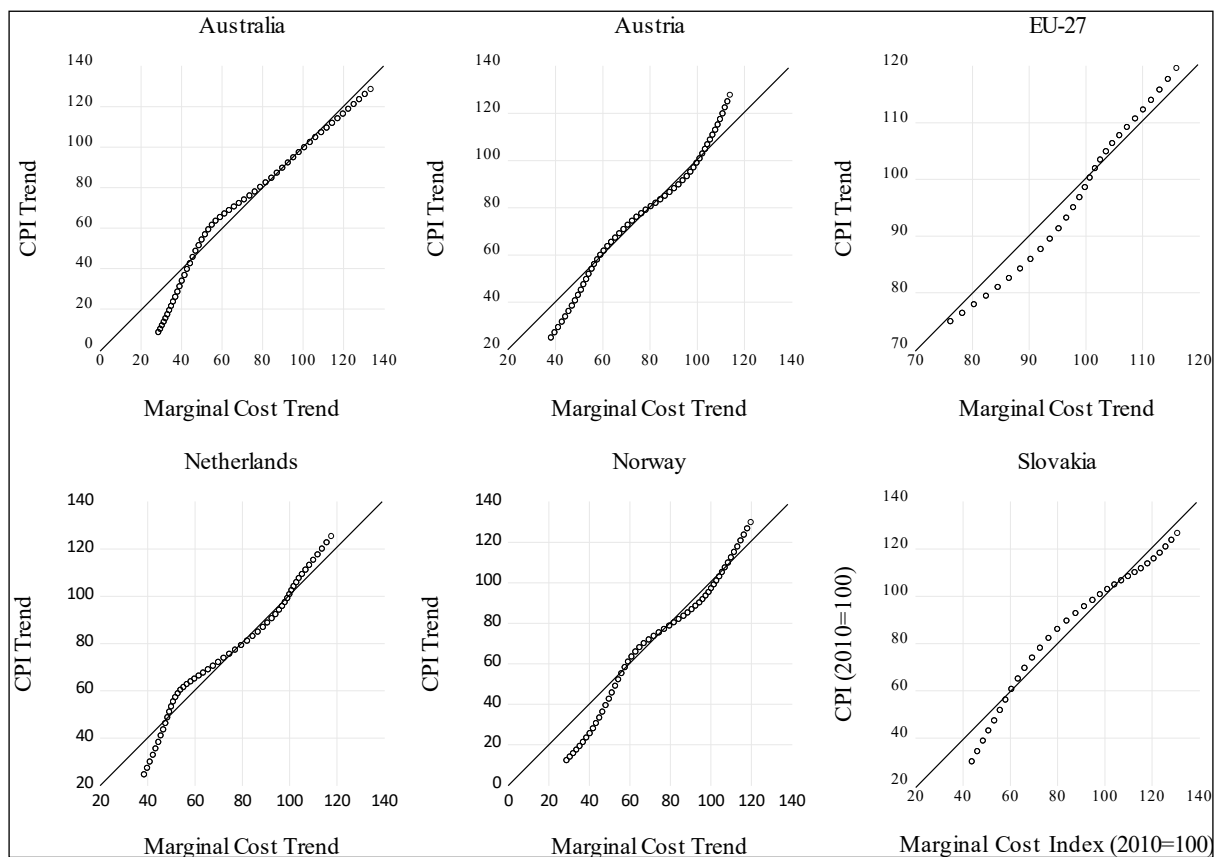 Australia
140
120
100
80
60
40
20
0
0 20 40 60 80 100 120 140
CPI Trend
Marginal Cost Trend
Austria
140
120
100
80
60
40
20
20 40 60 80 100 120 140
CPI Trend
Marginal Cost Trend
EU-27
120
110
100
90
80
70
70 80 90 100 110 120
CPI Trend
Marginal Cost Trend
Netherlands
140
120
100
80
60
40
20
20 40 60 80 100 120 140
CPI Trend
Marginal Cost Trend
Norway
140
120
100
80
60
40
20
0
0 20 40 60 80 100 120 140
CPI Trend
Marginal Cost Trend
Slovakia
140
120
100
80
60
40
20
20 40 60 80 100 120 140
CPI (2010=100)
Marginal Cost Index (2010=100)